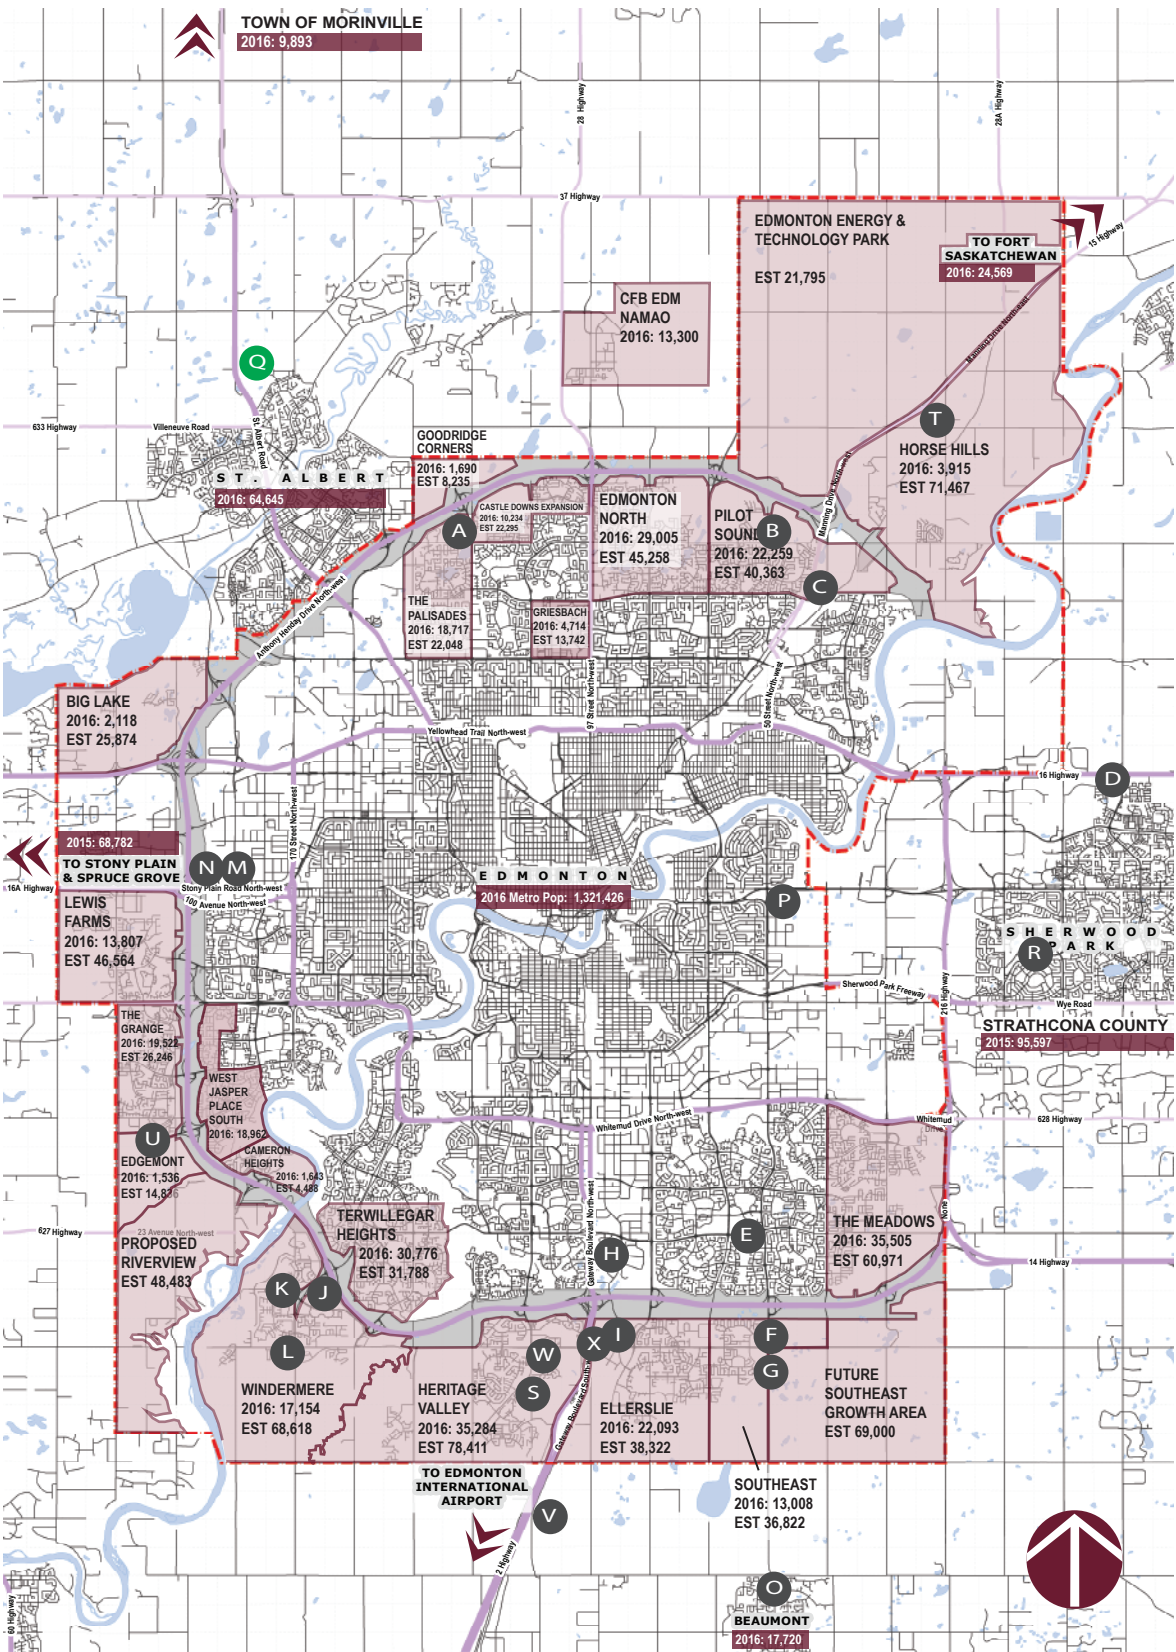 TOWN OF MORINVILLE
2016: 9,893
28 Highway
28A Highway
37 Highway
15 Highway
EDMONTON ENERGY &
TECHNOLOGY PARK
EST 21,795
TO FORT
SASKATCHEWAN
2016: 24,569
CFB EDM
NAMAO
2016: 13,300
Manning Drive North-east
Q
T
633 Highway
Villeneuve Road
St. Albert Road
ST. ALBERT
2016: 64,645
GOODRIDGE
CORNERS
2016: 1,690
EST 8,235
HORSE HILLS
2016: 3,915
EST 71,467
Manning Drive North-west
CASTLE DOWNS EXPANSION
2016: 10,234
EST 22,295
A
EDMONTON
NORTH
2016: 29,005
EST 45,258
PILOT
SOUND
2016: 22,259
EST 40,363
B
C
Anthony Henday Drive North-west
THE
PALISADES
2016: 18,717
EST 22,048
GRIESBACH
2016: 4,714
EST 13,742
97 Street North-west
50 Street North-west
BIG LAKE
2016: 2,118
EST 25,874
Yellowhead Trail North-west
16 Highway
D
170 Street North-west
2015: 68,782
TO STONY PLAIN
& SPRUCE GROVE
N
M
16A Highway
Stony Plain Road North-west
100 Avenue North-west
EDMONTON
2016 Metro Pop: 1,321,426
P
LEWIS
FARMS
2016: 13,807
EST 46,564
SHERWOOD
PARK
R
Sherwood Park Freeway
216 Highway
Wye Road
STRATHCONA COUNTY
2015: 95,597
THE
GRANGE
2016: 19,522
EST 26,246
WEST
JASPER
PLACE
SOUTH
2016: 18,962
Whitemud Drive North-west
Whitemud
628 Highway
U
EDGEMONT
2016: 1,536
EST 14,836
CAMERON
HEIGHTS
2016: 1,643
EST 4,488
627 Highway
23 Avenue North-west
PROPOSED
RIVERVIEW
EST 48,483
TERWILLEGAR
HEIGHTS
2016: 30,776
EST 31,788
Gateway Boulevard North-west
H
E
THE MEADOWS
2016: 35,505
EST 60,971
None
14 Highway
K
J
L
I
X
W
S
F
G
WINDERMERE
2016: 17,154
EST 68,618
HERITAGE
VALLEY
2016: 35,284
EST 78,411
ELLERSLIE
2016: 22,093
EST 38,322
FUTURE
SOUTHEAST
GROWTH AREA
EST 69,000
TO EDMONTON
INTERNATIONAL
AIRPORT
SOUTHEAST
2016: 13,008
EST 36,822
V
2 Highway
60 Highway
O
BEAUMONT
2016: 17,720